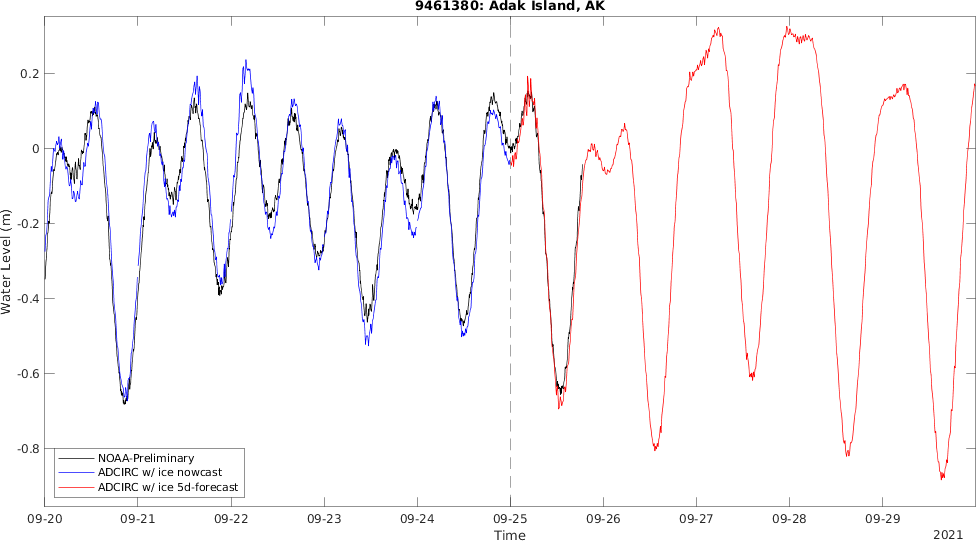 9461380: Adak Island, AK
Water Level (m)
0.2
0
-0.2
-0.4
-0.6
-0.8
NOAA-Preliminary
ADCIRC w/ ice nowcast
ADCIRC w/ ice 5d-forecast
09-20 09-21 09-22 09-23 09-24 09-25 09-26 09-27 09-28 09-29
Time
2021